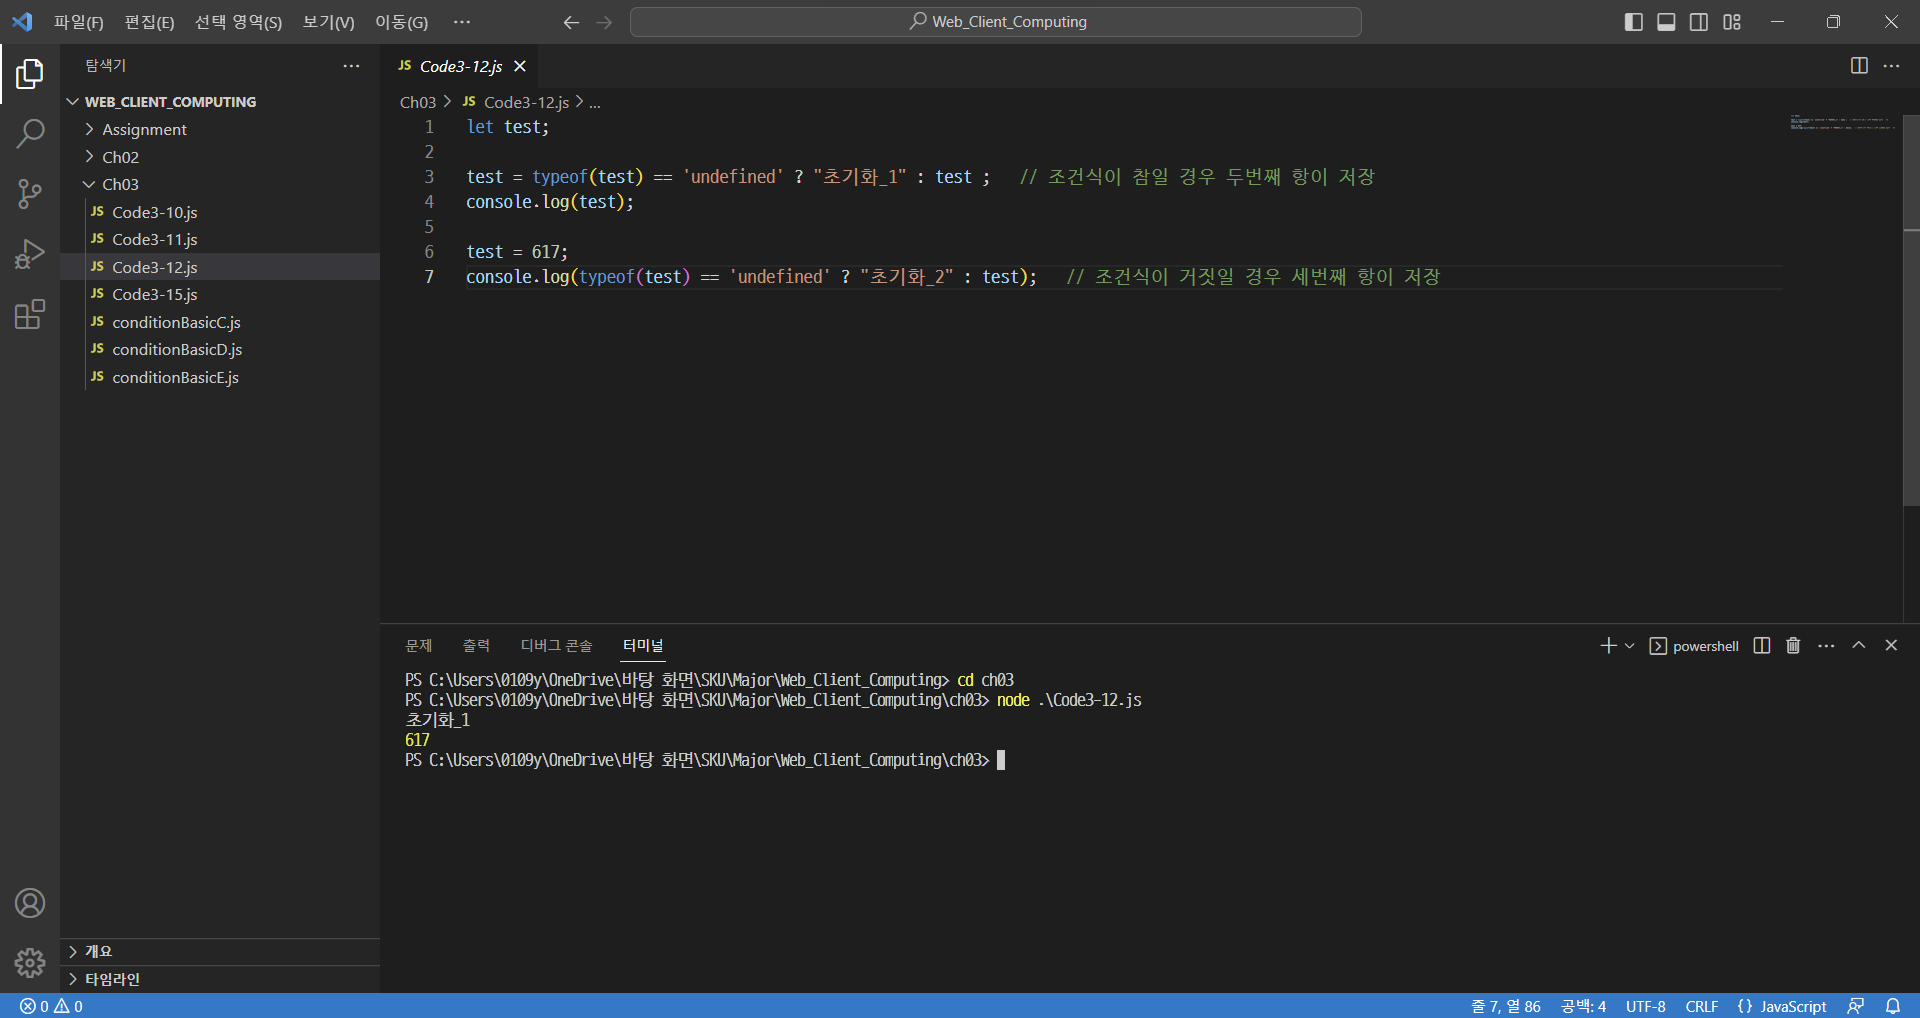 파일(F) 편집(E) 선택 영역(S) 보기(V) 이동(G) ··· Web_Client_Computing
탐색기 ···
WEB_CLIENT_COMPUTING
Assignment
Ch02
Ch03
JS Code3-10.js
JS Code3-11.js
JS Code3-12.js
JS Code3-15.js
JS conditionBasicC.js
JS conditionBasicD.js
JS conditionBasicE.js
개요
타임라인
JS Code3-12.js
Ch03 > JS Code3-12.js > ...
1 let test;
2
3 test = typeof(test) == 'undefined' ? "초기화_1" : test ; // 조건식이 참일 경우 두번째 항이 저장
4 console.log(test);
5
6 test = 617;
7 console.log(typeof(test) == 'undefined' ? "초기화_2" : test); // 조건식이 거짓일 경우 세번째 항이 저장
문제 출력 디버그 콘솔 터미널 powershell ···
PS C:\Users\0109y\OneDrive\바탕 화면\SKU\Major\Web_Client_Computing> cd ch03
PS C:\Users\0109y\OneDrive\바탕 화면\SKU\Major\Web_Client_Computing\ch03> node .\Code3-12.js
초기화_1
617
PS C:\Users\0109y\OneDrive\바탕 화면\SKU\Major\Web_Client_Computing\ch03>
0 0 줄 7, 열 86 공백: 4 UTF-8 CRLF {} JavaScript